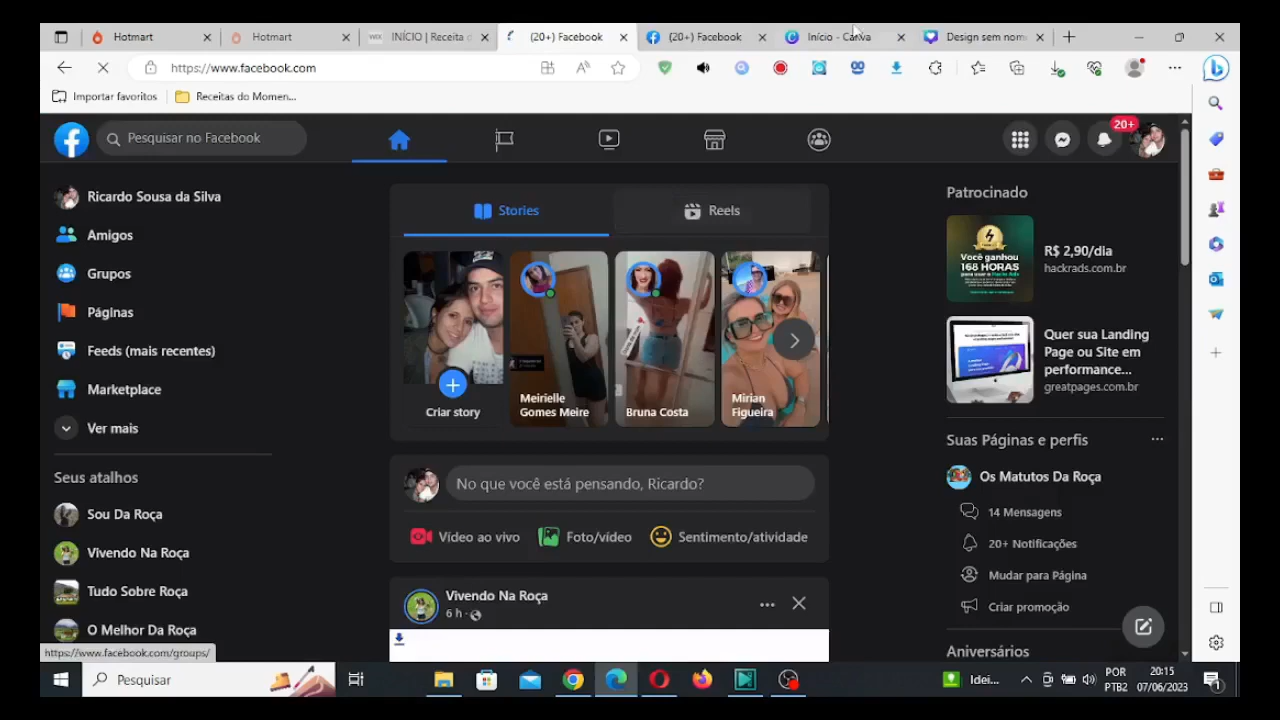 Hotmart
Hotmart
WIX INÍCIO | Receita d
(20+) Facebook
(20+) Facebook
Início - Canva
Design sem nom
https://www.facebook.com
Importar favoritos
Receitas do Momen...
Pesquisar no Facebook
20+
Ricardo Sousa da Silva
Amigos
Grupos
Páginas
Feeds (mais recentes)
Marketplace
Ver mais
Seus atalhos
Sou Da Roça
Vivendo Na Roça
Tudo Sobre Roça
O Melhor Da Roça
https://www.facebook.com/groups/
Stories
Reels
Criar story
Meirielle
Gomes Meire
Bruna Costa
Mirian
Figueira
No que você está pensando, Ricardo?
Vídeo ao vivo
Foto/vídeo
Sentimento/atividade
Vivendo Na Roça
6 h
Patrocinado
Você ganhou
168 HORAS
R$ 2,90/dia
hackrads.com.br
Quer sua Landing
Page ou Site em
performance...
greatpages.com.br
Suas Páginas e perfis
Os Matutos Da Roça
14 Mensagens
20+ Notificações
Mudar para Página
Criar promoção
Aniversários
Pesquisar
Idei...
POR
PTB2
20:15
07/06/2023
1